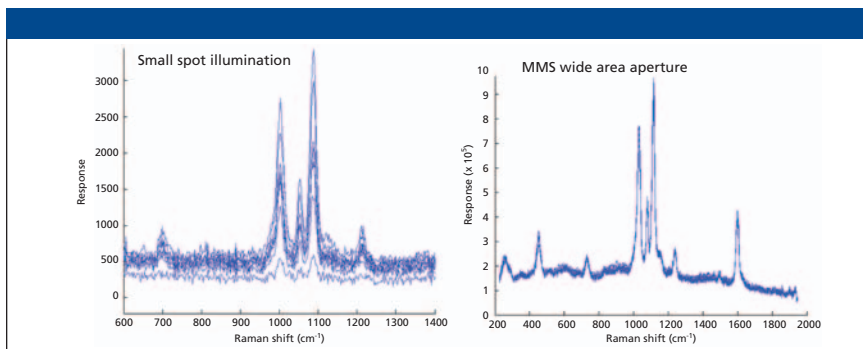 Small spot illumination
3000
2500
2000
1500
1000
500
0
Response
600 700 800 900 1000 1100 1200 1300 1400
Raman shift (cm⁻¹)
MMS wide area aperture
10
9
8
7
6
5
4
3
2
1
0
Response (x 10⁵)
200 400 600 800 1000 1200 1400 1600 1800 2000
Raman shift (cm⁻¹)